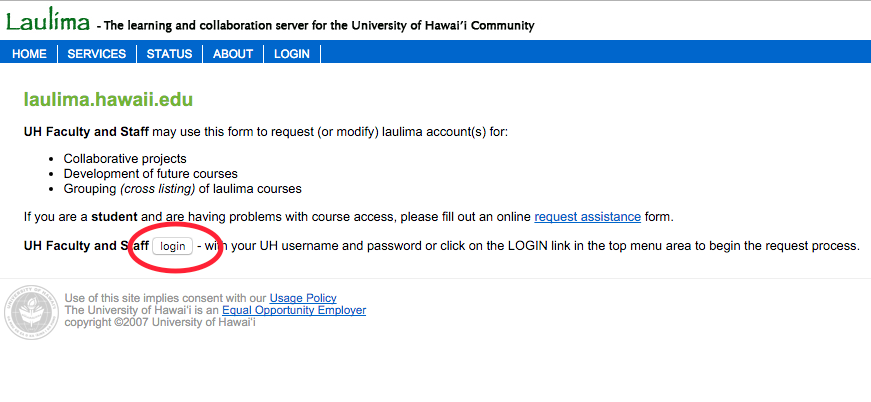 Laulima - The learning and collaboration server for the University of Hawai'i Community
HOME SERVICES STATUS ABOUT LOGIN
laulima.hawaii.edu
UH Faculty and Staff may use this form to request (or modify) laulima account(s) for:
• Collaborative projects
• Development of future courses
• Grouping (cross listing) of laulima courses
If you are a student and are having problems with course access, please fill out an online request assistance form.
UH Faculty and Staff login - with your UH username and password or click on the LOGIN link in the top menu area to begin the request process.
Use of this site implies consent with our Usage Policy
The University of Hawai'i is an Equal Opportunity Employer
copyright ©2007 University of Hawai'i